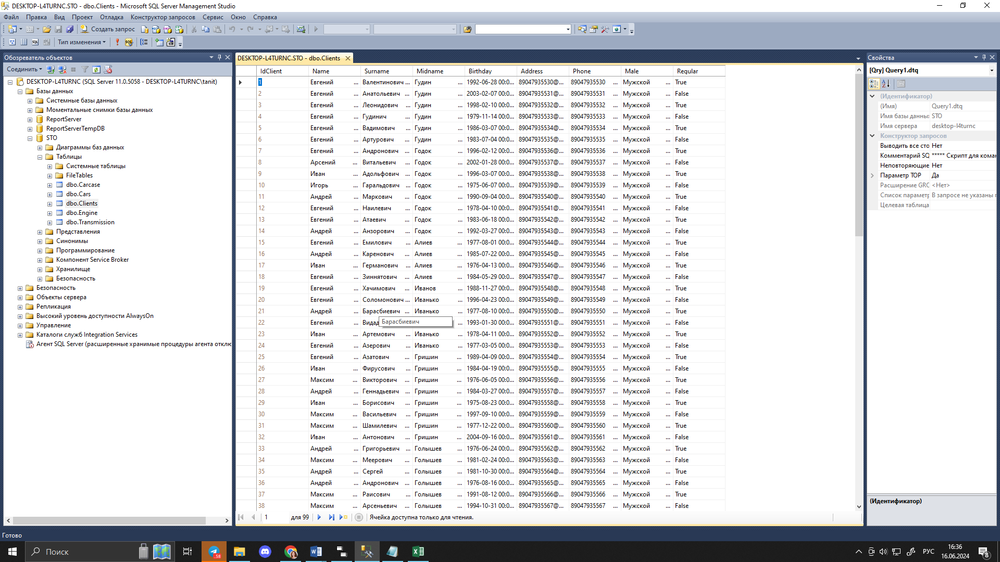 DESKTOP-L4TURNC.STO - dbo.Clients - Microsoft SQL Server Management Studio
Файл Правка Вид Проект Отладка Конструктор запросов Сервис Окно Справка
Создать запрос
Тип изменения
Обозреватель объектов
Соединить
DESKTOP-L4TURNC (SQL Server 11.0.5058 - DESKTOP-L4TURNC\tanit)
Базы данных
Системные базы данных
Моментальные снимки базы данных
ReportServer
ReportServerTempDB
STO
Диаграммы баз данных
Таблицы
Системные таблицы
FileTables
dbo.Carcase
dbo.Cars
dbo.Clients
dbo.Engine
dbo.Transmission
Представления
Синонимы
Программирование
Компонент Service Broker
Хранилище
Безопасность
Безопасность
Объекты сервера
Репликация
Высокий уровень доступности AlwaysOn
Управление
Каталоги служб Integration Services
Агент SQL Server (расширенные хранимые процедуры агента отклю
DESKTOP-L4TURNC.STO - dbo.Clients
IdClient Name Surname Midname Birthday Address Phone Male Regular
1 Евгений ... Валентинович ... Гудин ... 1992-06-28 00:0... 89047935530@... 89047935530 ... Мужской ... True
2 Евгений ... Анатольевич ... Гудин ... 2003-02-07 00:0... 89047935531@... 89047935531 ... Мужской ... False
3 Евгений ... Леонидович ... Гудин ... 1998-02-10 00:0... 89047935532@... 89047935532 ... Мужской ... True
4 Евгений ... Гудинич ... Гудин ... 1979-11-14 00:0... 89047935533@... 89047935533 ... Мужской ... False
5 Евгений ... Вадимович ... Гудин ... 1986-03-07 00:0... 89047935534@... 89047935534 ... Мужской ... True
6 Евгений ... Артурович ... Гудин ... 1983-07-04 00:0... 89047935535@... 89047935535 ... Мужской ... False
7 Евгений ... Андронович ... Годок ... 1996-02-12 00:0... 89047935536@... 89047935536 ... Мужской ... True
8 Арсений ... Витальевич ... Годок ... 2002-01-28 00:0... 89047935537@... 89047935537 ... Мужской ... False
9 Иван ... Адольфович ... Годок ... 1996-03-07 00:0... 89047935538@... 89047935538 ... Мужской ... True
10 Игорь ... Гаральдович ... Годок ... 1975-06-07 00:0... 89047935539@... 89047935539 ... Мужской ... False
11 Андрей ... Маркович ... Годок ... 1990-09-04 00:0... 89047935540@... 89047935540 ... Мужской ... True
12 Евгений ... Наилевич ... Годок ... 1978-04-10 00:0... 89047935541@... 89047935541 ... Мужской ... False
13 Евгений ... Атаевич ... Годок ... 1983-06-18 00:0... 89047935542@... 89047935542 ... Мужской ... True
14 Андрей ... Анзорович ... Годок ... 1992-03-27 00:0... 89047935543@... 89047935543 ... Мужской ... False
15 Евгений ... Емилович ... Алиев ... 1977-08-01 00:0... 89047935544@... 89047935544 ... Мужской ... True
16 Андрей ... Каренович ... Алиев ... 1985-07-22 00:0... 89047935545@... 89047935545 ... Мужской ... False
17 Иван ... Германович ... Алиев ... 1976-04-13 00:0... 89047935546@... 89047935546 ... Мужской ... True
18 Евгений ... Зиннятович ... Алиев ... 1984-05-29 00:0... 89047935547@... 89047935547 ... Мужской ... False
19 Евгений ... Хачимович ... Иванов ... 1988-11-27 00:0... 89047935548@... 89047935548 ... Мужской ... True
20 Евгений ... Соломонович ... Иванько ... 1996-04-23 00:0... 89047935549@... 89047935549 ... Мужской ... False
21 Андрей ... Барасбиевич ... Иванько ... 1977-08-10 00:0... 89047935550@... 89047935550 ... Мужской ... True
22 Евгений ... Видад ... 1993-01-30 00:0... 89047935551@... 89047935551 ... Мужской ... False
Барасбиевич
23 Иван ... Артемович ... Иванько ... 1978-04-11 00:0... 89047935552@... 89047935552 ... Мужской ... True
24 Евгений ... Азерович ... Иванько ... 1977-03-05 00:0... 89047935553@... 89047935553 ... Мужской ... False
25 Евгений ... Азатович ... Гришин ... 1989-04-09 00:0... 89047935554@... 89047935554 ... Мужской ... True
26 Иван ... Фирусович ... Гришин ... 1984-04-19 00:0... 89047935555@... 89047935555 ... Мужской ... False
27 Максим ... Викторович ... Гришин ... 1976-06-05 00:0... 89047935556@... 89047935556 ... Мужской ... True
28 Андрей ... Геннадьевич ... Гришин ... 1984-03-27 00:0... 89047935557@... 89047935557 ... Мужской ... False
29 Иван ... Борисович ... Гришин ... 1975-08-23 00:0... 89047935558@... 89047935558 ... Мужской ... True
30 Максим ... Васильевич ... Гришин ... 1997-09-10 00:0... 89047935559@... 89047935559 ... Мужской ... False
31 Максим ... Шамилевич ... Гришин ... 1977-12-22 00:0... 89047935560@... 89047935560 ... Мужской ... True
32 Иван ... Антонович ... Гришин ... 2004-09-16 00:0... 89047935561@... 89047935561 ... Мужской ... False
33 Андрей ... Григорьевич ... Голышев ... 1976-06-24 00:0... 89047935562@... 89047935562 ... Мужской ... True
34 Максим ... Меерович ... Голышев ... 1981-02-24 00:0... 89047935563@... 89047935563 ... Мужской ... False
35 Андрей ... Сергей ... Голышев ... 1981-10-30 00:0... 89047935564@... 89047935564 ... Мужской ... True
36 Андрей ... Андронович ... Голышев ... 1976-08-16 00:0... 89047935565@... 89047935565 ... Мужской ... False
37 Максим ... Раисович ... Голышев ... 1991-08-12 00:0... 89047935566@... 89047935566 ... Мужской ... True
38 Максим ... Арсеньевич ... Голышев ... 1994-10-31 00:0... 89047935567@... 89047935567 ... Мужской ... False
1 для 99 Ячейка доступна только для чтения.
Свойства
[Qry] Query1.dtq
(Идентификатор)
(Имя) Query1.dtq
Имя базы данны: STO
Имя сервера desktop-l4turnc
Конструктор запросов
Выводить все сто Нет
Комментарий SQ ***** Скрипт для кома
Неповторяющие Нет
Параметр TOP Да
Расширение GRO <Нет>
Список параметр В запросе не указаны
Целевая таблица
(Идентификатор)
Готово
Поиск
58
РУС
16:36
16.06.2024
8